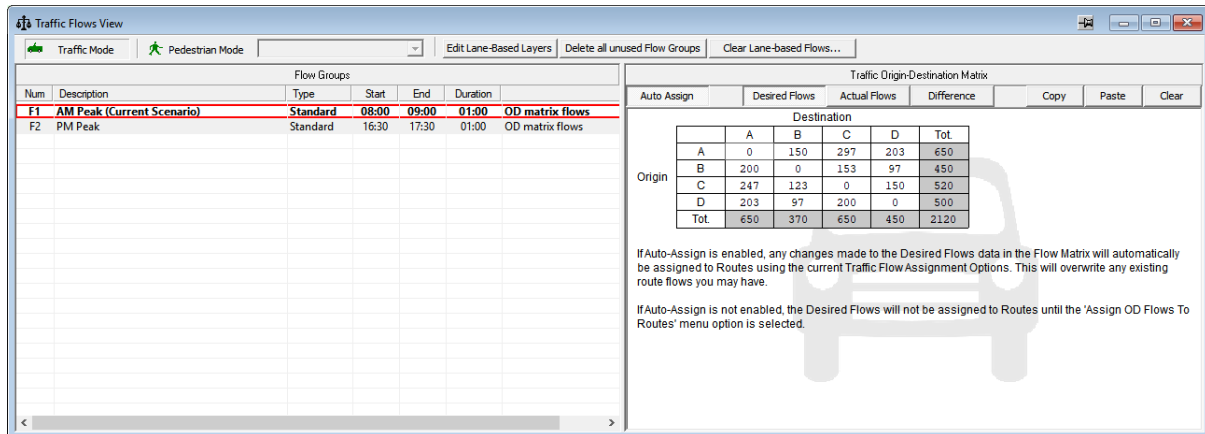 Traffic Flows View
Traffic Mode Pedestrian Mode Edit Lane-Based Layers Delete all unused Flow Groups Clear Lane-based Flows...
Flow Groups
Num Description Type Start End Duration
F1 AM Peak (Current Scenario) Standard 08:00 09:00 01:00 OD matrix flows
F2 PM Peak Standard 16:30 17:30 01:00 OD matrix flows
Traffic Origin-Destination Matrix
Auto Assign Desired Flows Actual Flows Difference Copy Paste Clear
Destination
A B C D Tot.
A 0 150 297 203 650
B 200 0 153 97 450
Origin
C 247 123 0 150 520
D 203 97 200 0 500
Tot. 650 370 650 450 2120
If Auto-Assign is enabled, any changes made to the Desired Flows data in the Flow Matrix will automatically
be assigned to Routes using the current Traffic Flow Assignment Options. This will overwrite any existing
route flows you may have.
If Auto-Assign is not enabled, the Desired Flows will not be assigned to Routes until the 'Assign OD Flows To
Routes' menu option is selected.